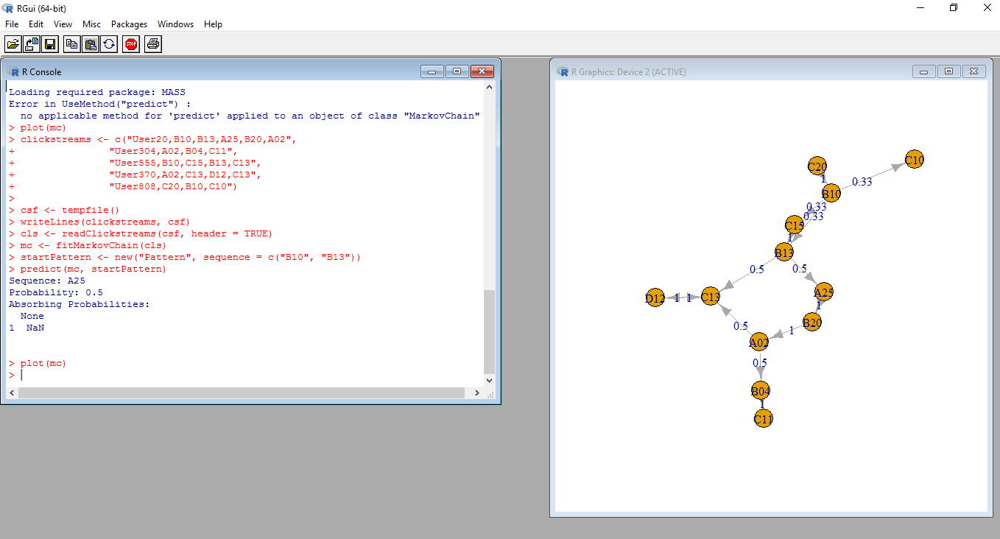 RGui (64-bit)
File Edit View Misc Packages Windows Help
STOP
R Console
Loading required package: MASS
Error in UseMethod("predict") :
  no applicable method for 'predict' applied to an object of class "MarkovChain"
> plot(mc)
> clickstreams <- c("User20,B10,B13,A25,B20,A02",
+                "User304,A02,B04,C11",
+                "User555,B10,C15,B13,C13",
+                "User370,A02,C13,D12,C13",
+                "User808,C20,B10,C10")
>
> csf <- tempfile()
> writeLines(clickstreams, csf)
> cls <- readClickstreams(csf, header = TRUE)
> mc <- fitMarkovChain(cls)
> startPattern <- new("Pattern", sequence = c("B10", "B13"))
> predict(mc, startPattern)
Sequence: A25
Probability: 0.5
Absorbing Probabilities:
  None
1  NaN
> plot(mc)
>
R Graphics: Device 2 (ACTIVE)
C10
C20
1
0.33
B10
0.33
0.33
C15
1
B13
0.5
0.5
A25
D12
1
1
C13
1
B20
0.5
1
A02
0.5
B04
1
C11